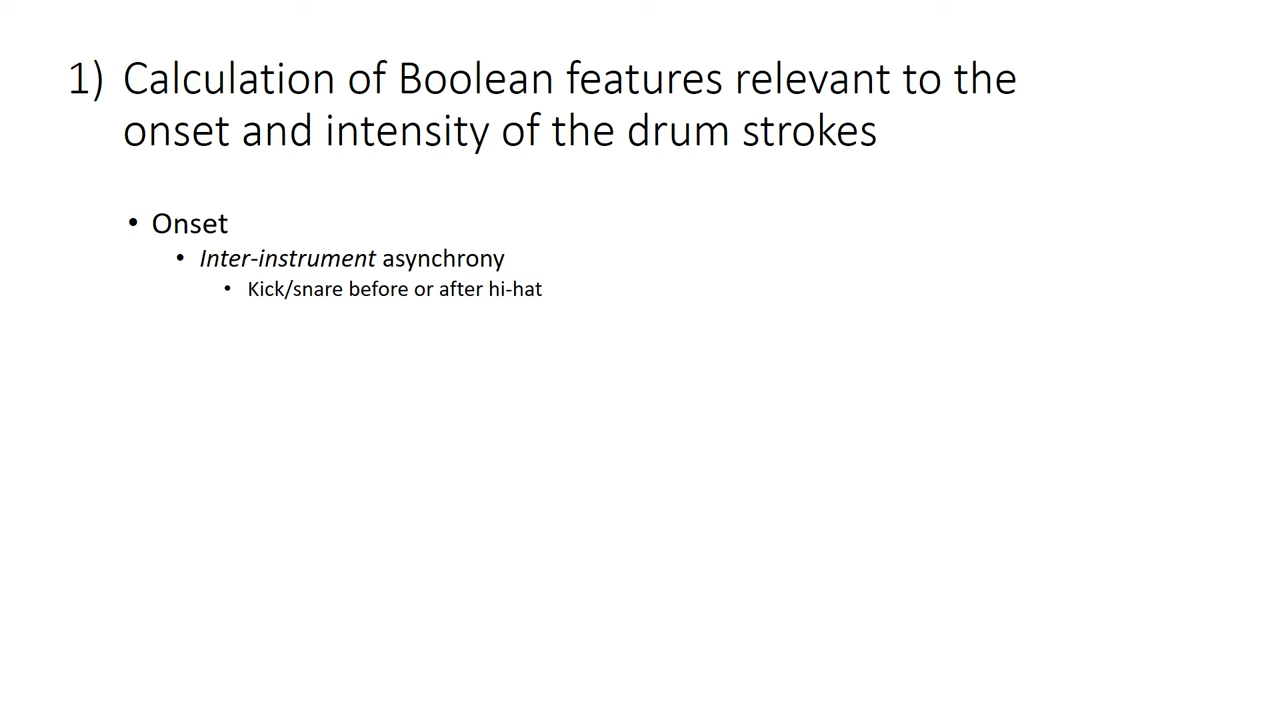 1) Calculation of Boolean features relevant to the
onset and intensity of the drum strokes
• Onset
• Inter-instrument asynchrony
• Kick/snare before or after hi-hat